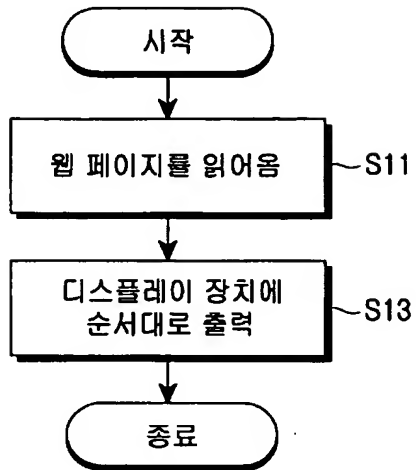 시작
웹 페이지를 읽어옴
S11
디스플레이 장치에
순서대로 출력
S13
종료